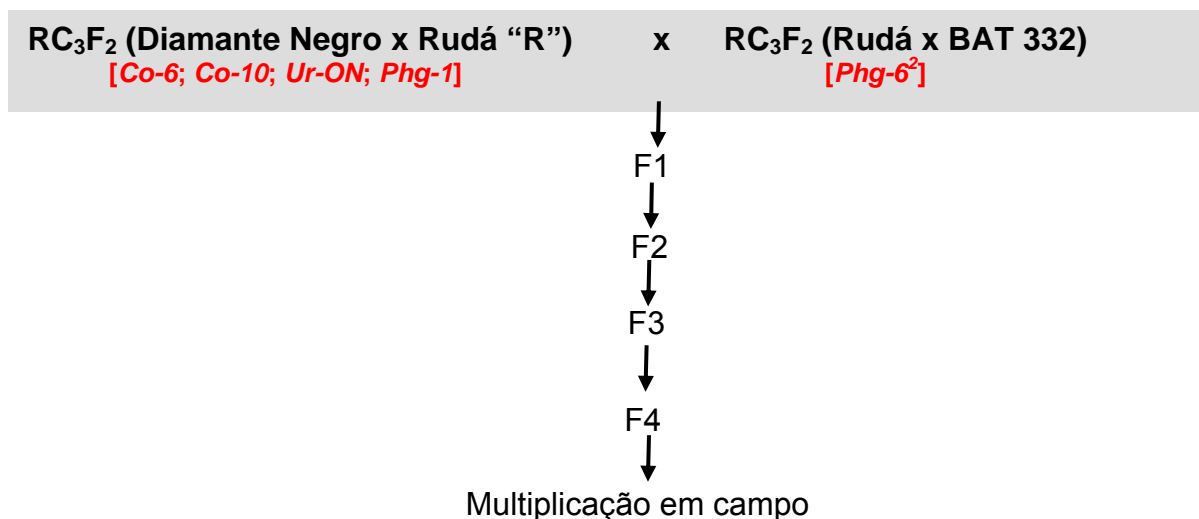 RC₃F₂ (Diamante Negro x Rudá “R”) x RC₃F₂ (Rudá x BAT 332)
[Co-6; Co-10; Ur-ON; Phg-1] [Phg-6²]
F1
F2
F3
F4
Multiplicação em campo